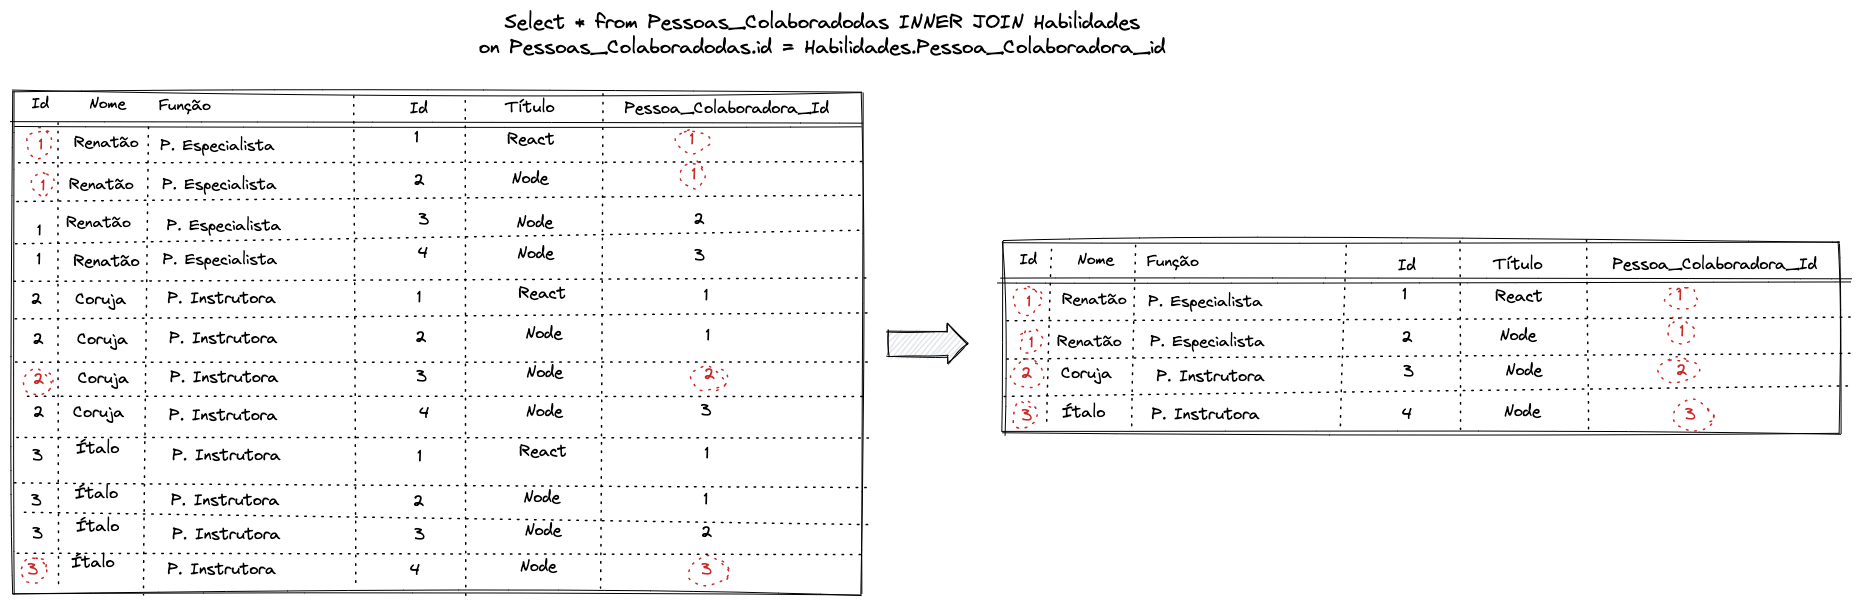 Select * from Pessoas_Colaboradodas INNER JOIN Habilidades
on Pessoas_Colaboradodas.id = Habilidades.Pessoa_Colaboradora_id
Id Nome Função Id Título Pessoa_Colaboradora_Id
1 Renatão P. Especialista 1 React 1
1 Renatão P. Especialista 2 Node 1
1 Renatão P. Especialista 3 Node 2
1 Renatão P. Especialista 4 Node 3
2 Coruja P. Instrutora 1 React 1
2 Coruja P. Instrutora 2 Node 1
2 Coruja P. Instrutora 3 Node 2
2 Coruja P. Instrutora 4 Node 3
3 Ítalo P. Instrutora 1 React 1
3 Ítalo P. Instrutora 2 Node 1
3 Ítalo P. Instrutora 3 Node 2
3 Ítalo P. Instrutora 4 Node 3
Id Nome Função Id Título Pessoa_Colaboradora_Id
1 Renatão P. Especialista 1 React 1
1 Renatão P. Especialista 2 Node 1
2 Coruja P. Instrutora 3 Node 2
3 Ítalo P. Instrutora 4 Node 3